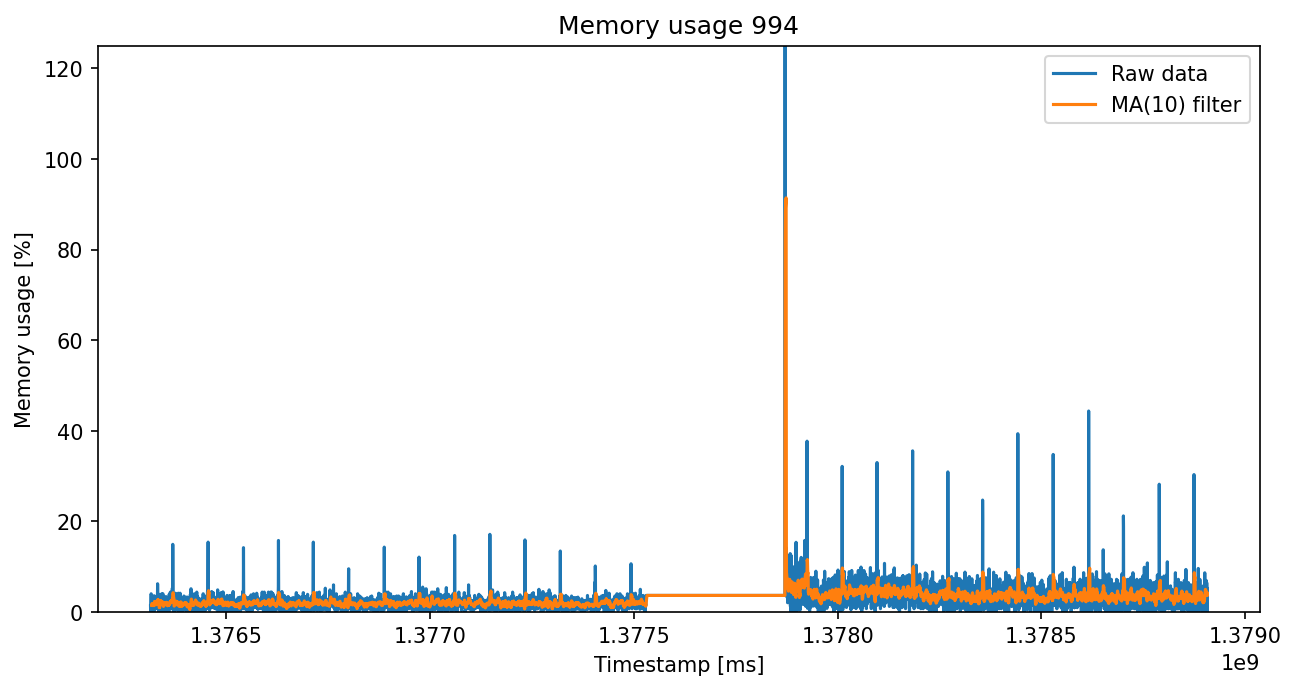 Memory usage 994
Raw data
MA(10) filter
Memory usage [%]
120
100
80
60
40
20
0
1.3765 1.3770 1.3775 1.3780 1.3785 1.3790
1e9
Timestamp [ms]